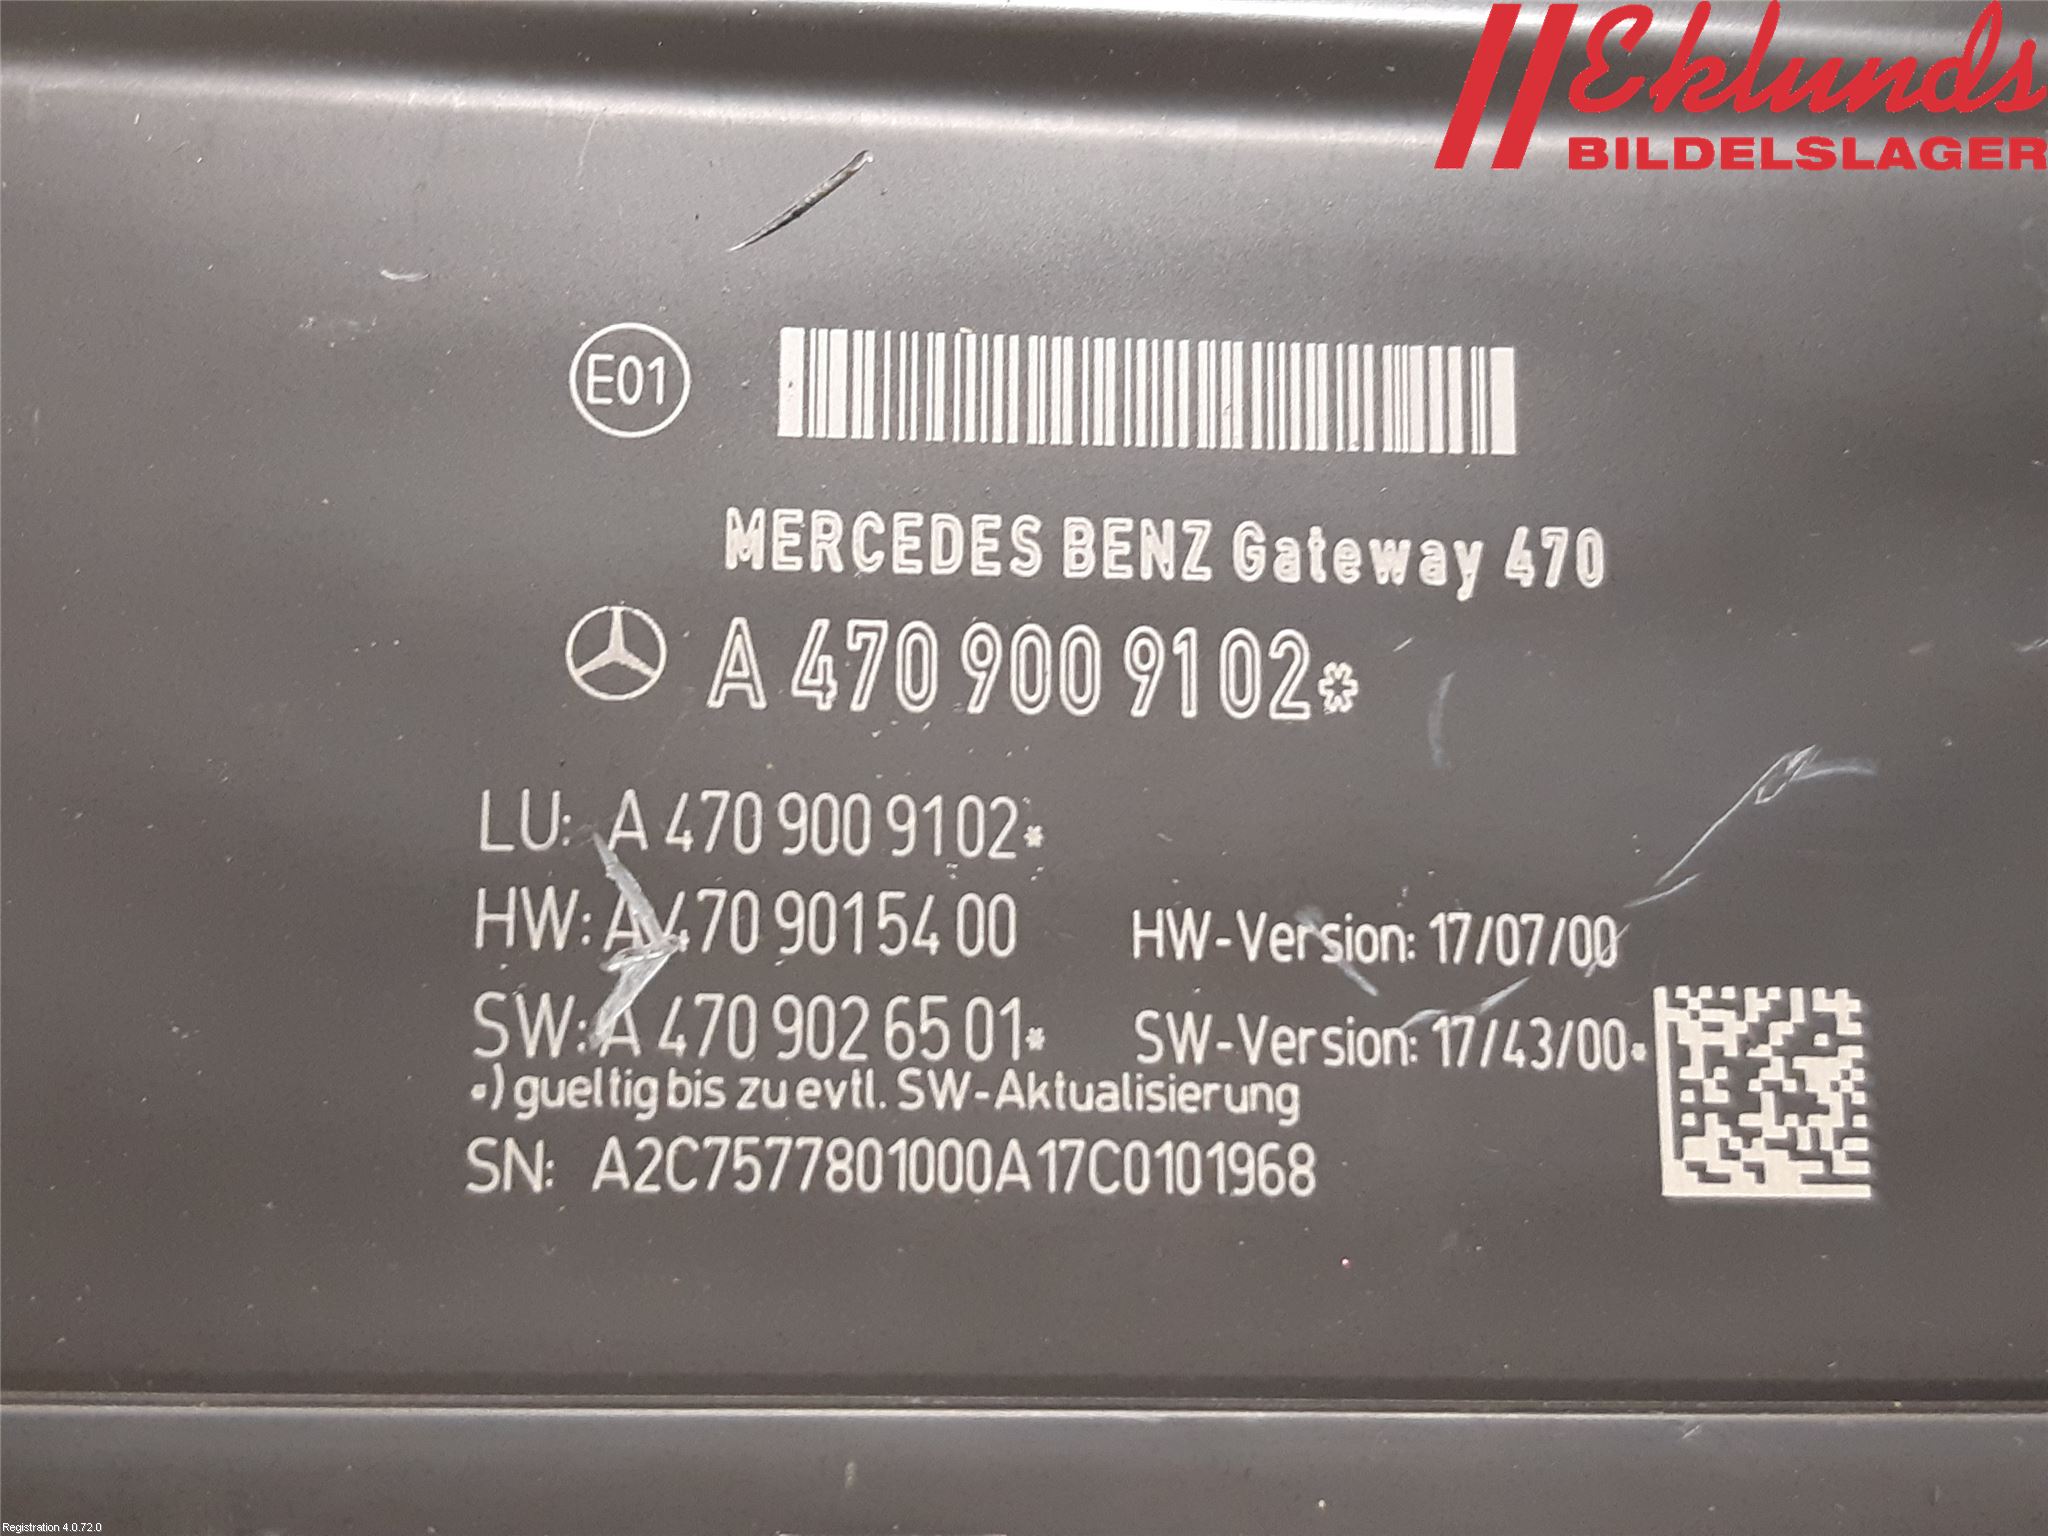 Eklunds
BILDELSLAGER
E01
MERCEDES BENZ Gateway 470
A 470 900 91 02*
LU: A 470 900 91 02*
HW: A 470 901 54 00 HW-Version: 17/07/00
SW: A 470 902 65 01* SW-Version: 17/43/00*
*) gueltig bis zu evtl. SW-Aktualisierung
SN: A2C7577801000A17C0101968
Registration 4.0.72.0